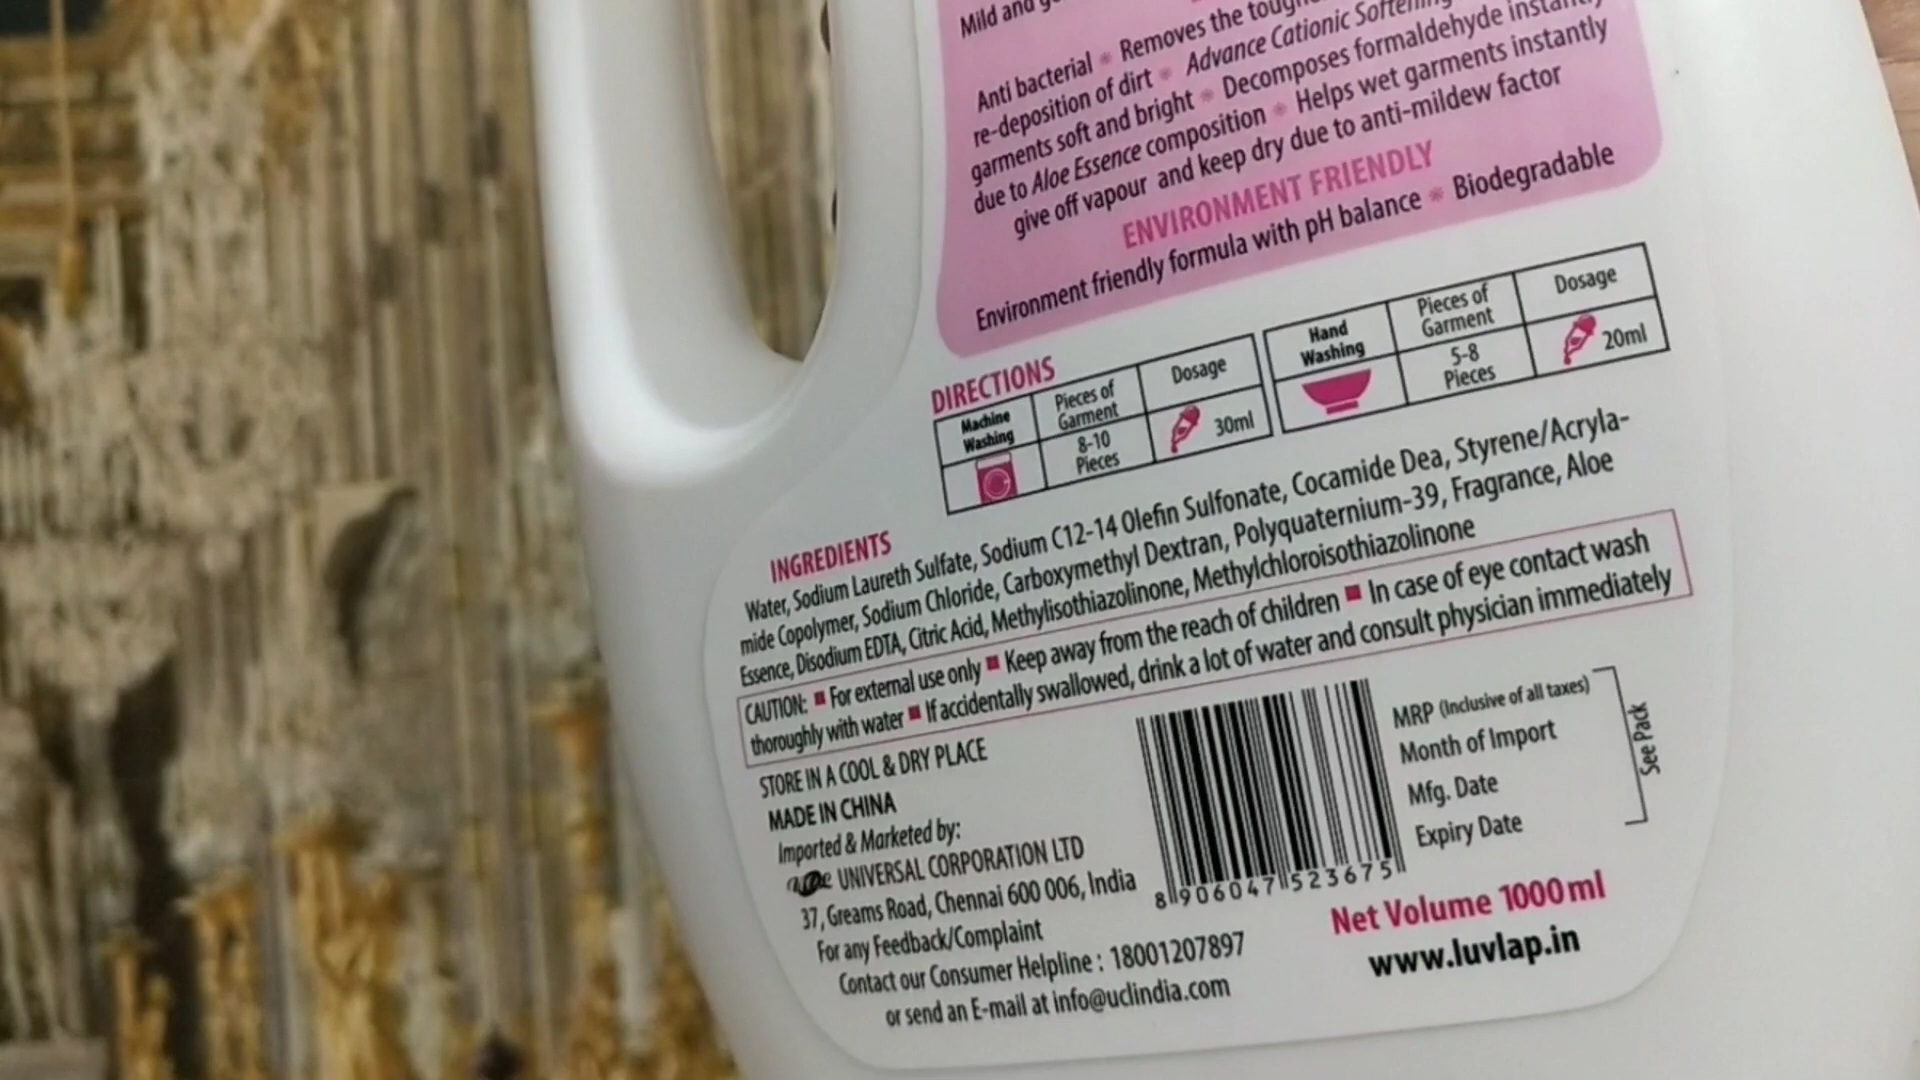 Mild and
Anti bacterial * Removes the
re-deposition of dirt * Advance Cationic Softening
garments soft and bright * Decomposes formaldehyde instantly
due to Aloe Essence composition * Helps wet garments instantly
give off vapour and keep dry due to anti-mildew factor
ENVIRONMENT FRIENDLY
Environment friendly formula with pH balance * Biodegradable
DIRECTIONS
Machine Washing
Pieces of Garment
Dosage
8-10 Pieces
30ml
Hand Washing
Pieces of Garment
Dosage
5-8 Pieces
20ml
INGREDIENTS
Water, Sodium Laureth Sulfate, Sodium C12-14 Olefin Sulfonate, Cocamide Dea, Styrene/Acryla-
mide Copolymer, Sodium Chloride, Carboxymethyl Dextran, Polyquaternium-39, Fragrance, Aloe
Essence, Disodium EDTA, Citric Acid, Methylisothiazolinone, Methylchloroisothiazolinone
CAUTION: ■ For external use only ■ Keep away from the reach of children ■ In case of eye contact wash
thoroughly with water ■ If accidentally swallowed, drink a lot of water and consult physician immediately
STORE IN A COOL & DRY PLACE
MADE IN CHINA
Imported & Marketed by:
UNIVERSAL CORPORATION LTD
37, Greams Road, Chennai 600 006, India
For any Feedback/Complaint
Contact our Consumer Helpline : 18001207897
or send an E-mail at info@uclindia.com
8 906047 523675
MRP (Inclusive of all taxes)
Month of Import
Mfg. Date
Expiry Date
See Pack
Net Volume 1000 ml
www.luvlap.in